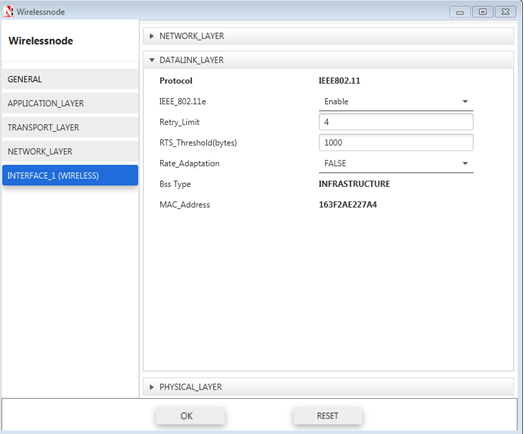 Wirelessnode
Wirelessnode
GENERAL
APPLICATION_LAYER
TRANSPORT_LAYER
NETWORK_LAYER
INTERFACE_1 (WIRELESS)
NETWORK_LAYER
DATALINK_LAYER
Protocol IEEE802.11
IEEE_802.11e Enable
Retry_Limit 4
RTS_Threshold(bytes) 1000
Rate_Adaptation FALSE
Bss Type INFRASTRUCTURE
MAC_Address 163F2AE227A4
PHYSICAL_LAYER
OK RESET